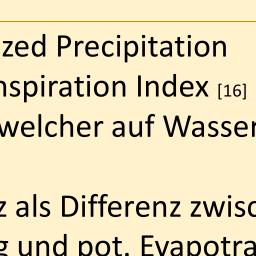 zed Precipitation
nspiration Index [16]
welcher auf Wasser
z als Differenz zwisc
g und pot. Evapotra